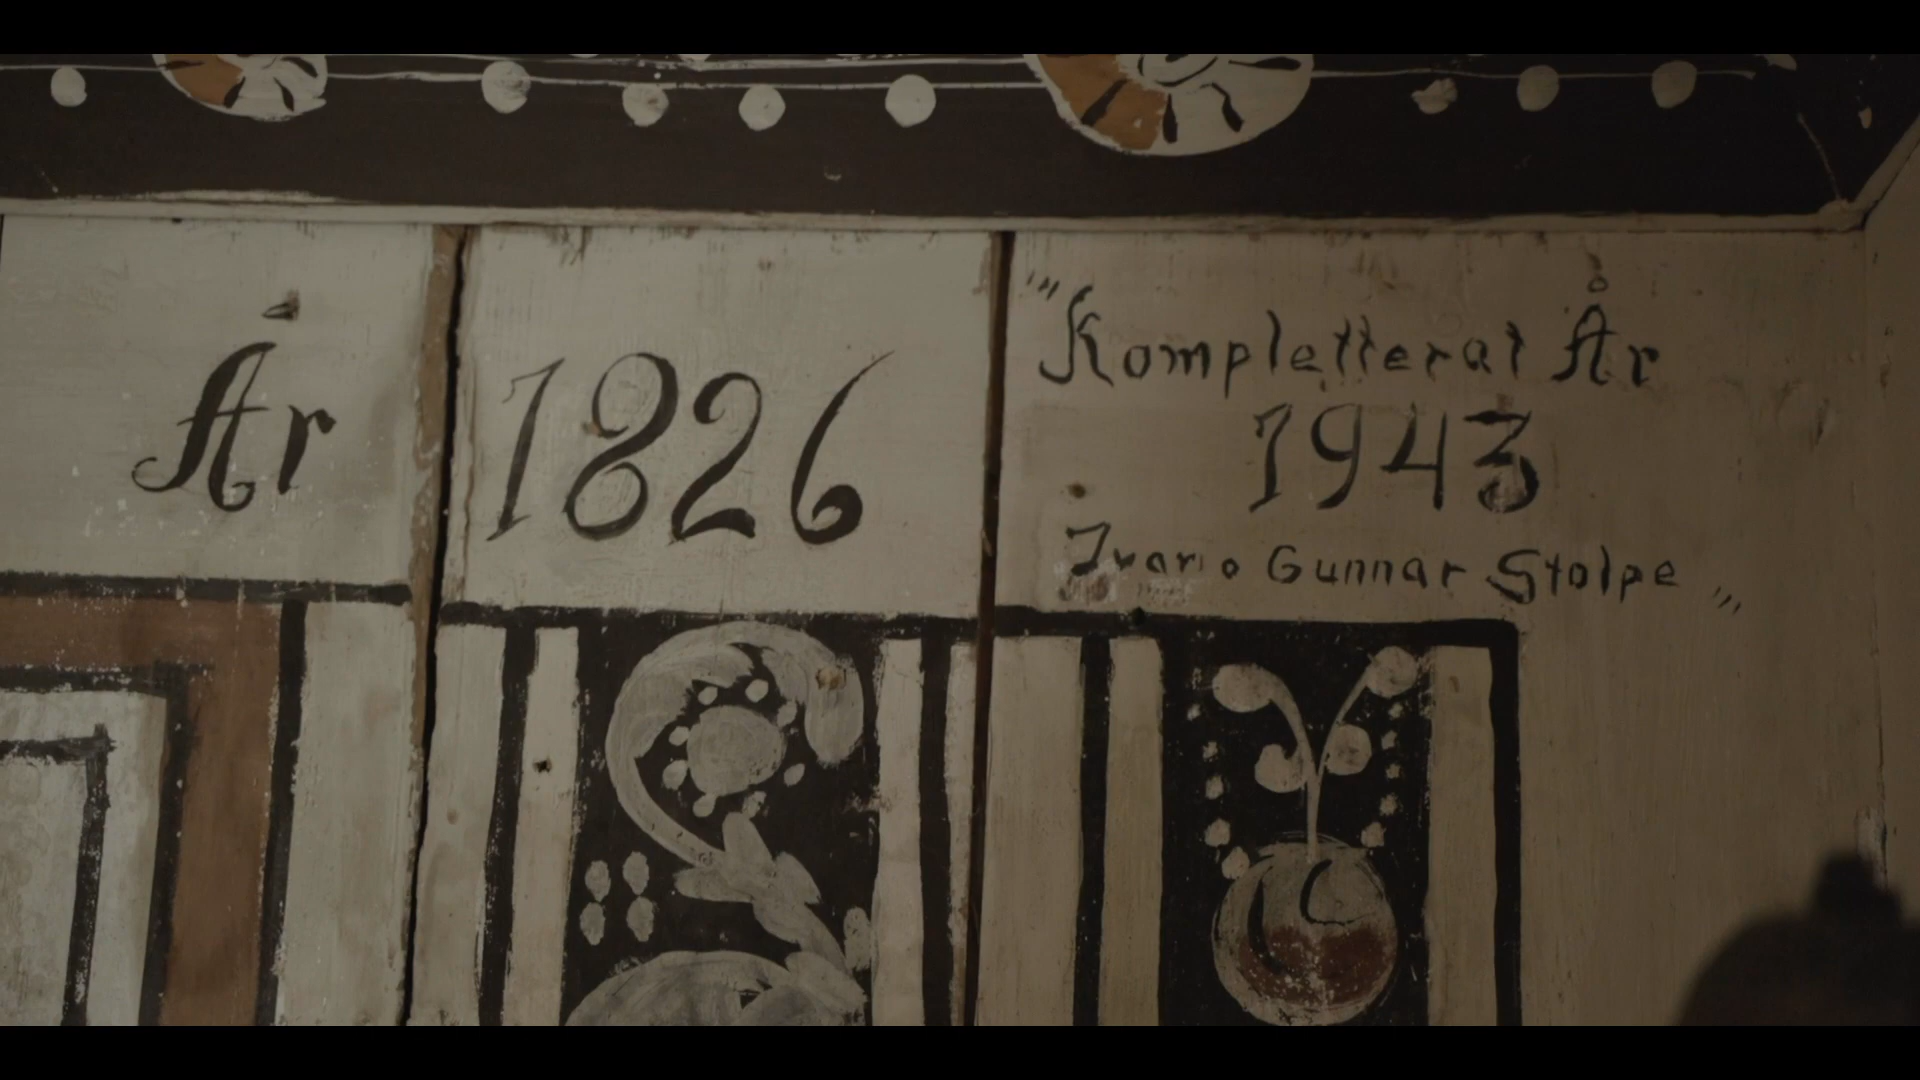 År 1826
"Kompletterat År
1943
Ivar o Gunnar Stolpe "